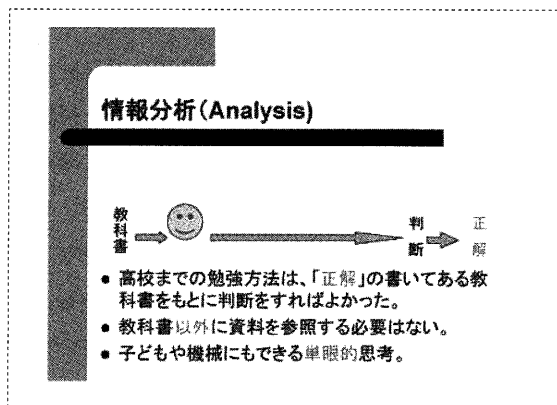 情報分析（Analysis)
教科書
判断
正解
● 高校までの勉強方法は、「正解」の書いてある教
科書をもとに判断をすればよかった。
● 教科書以外に資料を参照する必要はない。
● 子どもや機械にもできる単眼的思考。